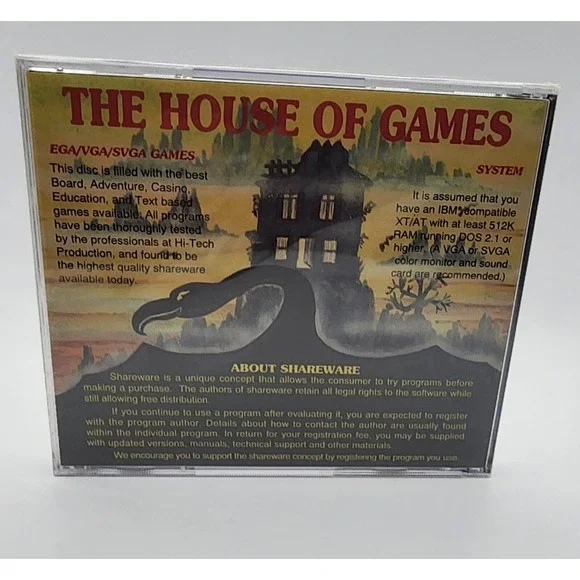 THE HOUSE OF GAMES
EGA/VGA/SVGA GAMES
This disc is filled with the best
Board, Adventure, Casino,
Education, and Text based
games available. All programs
have been thoroughly tested
by the professionals at Hi-Tech
Production, and found to be
the highest quality shareware
available today.
SYSTEM
It is assumed that you
have an IBM compatible
XT/AT with at least 512K
RAM running DOS 2.1 or
higher. (A VGA or SVGA
color monitor and sound
card are recommended.)
ABOUT SHAREWARE
Shareware is a unique concept that allows the consumer to try programs before
making a purchase. The authors of shareware retain all legal rights to the software while
still allowing free distribution.
If you continue to use a program after evaluating it, you are expected to register
with the program author. Details about how to contact the author are usually found
within the individual program. In return for your registration fee, you may be supplied
with updated versions, manuals, technical support and other materials.
We encourage you to support the shareware concept by registering the program you use.